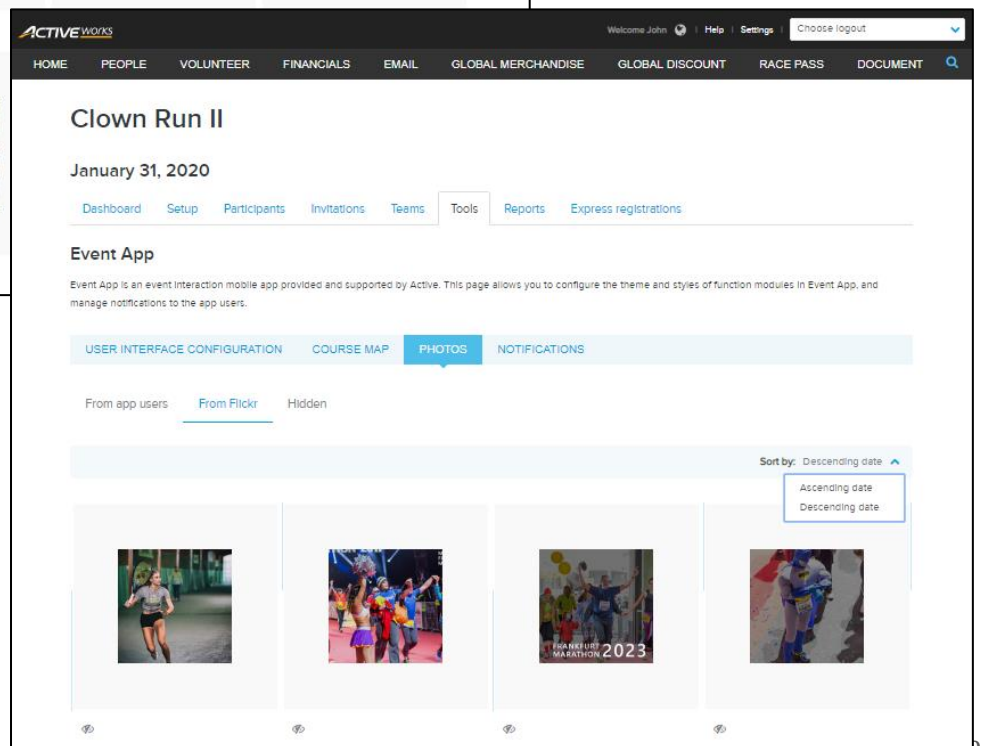 ACTIVEWORKS
Welcome John | Help | Settings | Choose logout
HOME PEOPLE VOLUNTEER FINANCIALS EMAIL GLOBAL MERCHANDISE GLOBAL DISCOUNT RACE PASS DOCUMENT
Clown Run II
January 31, 2020
Dashboard Setup Participants Invitations Teams Tools Reports Express registrations
Event App
Event App is an event interaction mobile app provided and supported by Active. This page allows you to configure the theme and styles of function modules in Event App, and
manage notifications to the app users.
USER INTERFACE CONFIGURATION COURSE MAP PHOTOS NOTIFICATIONS
From app users From Flickr Hidden
Sort by: Descending date
Ascending date
Descending date
FRANKFURT
MARATHON 2023